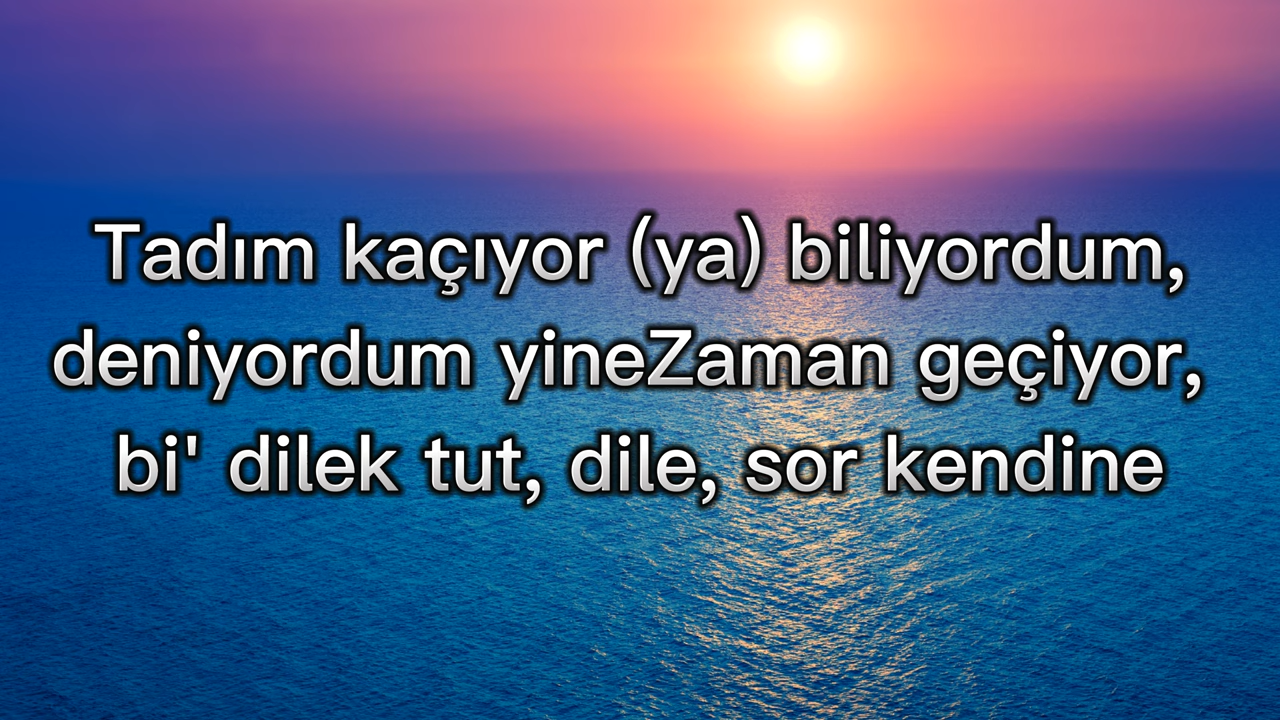 Tadım kaçıyor (ya) biliyordum,
deniyordum yineZaman geçiyor,
bi' dilek tut, dile, sor kendine